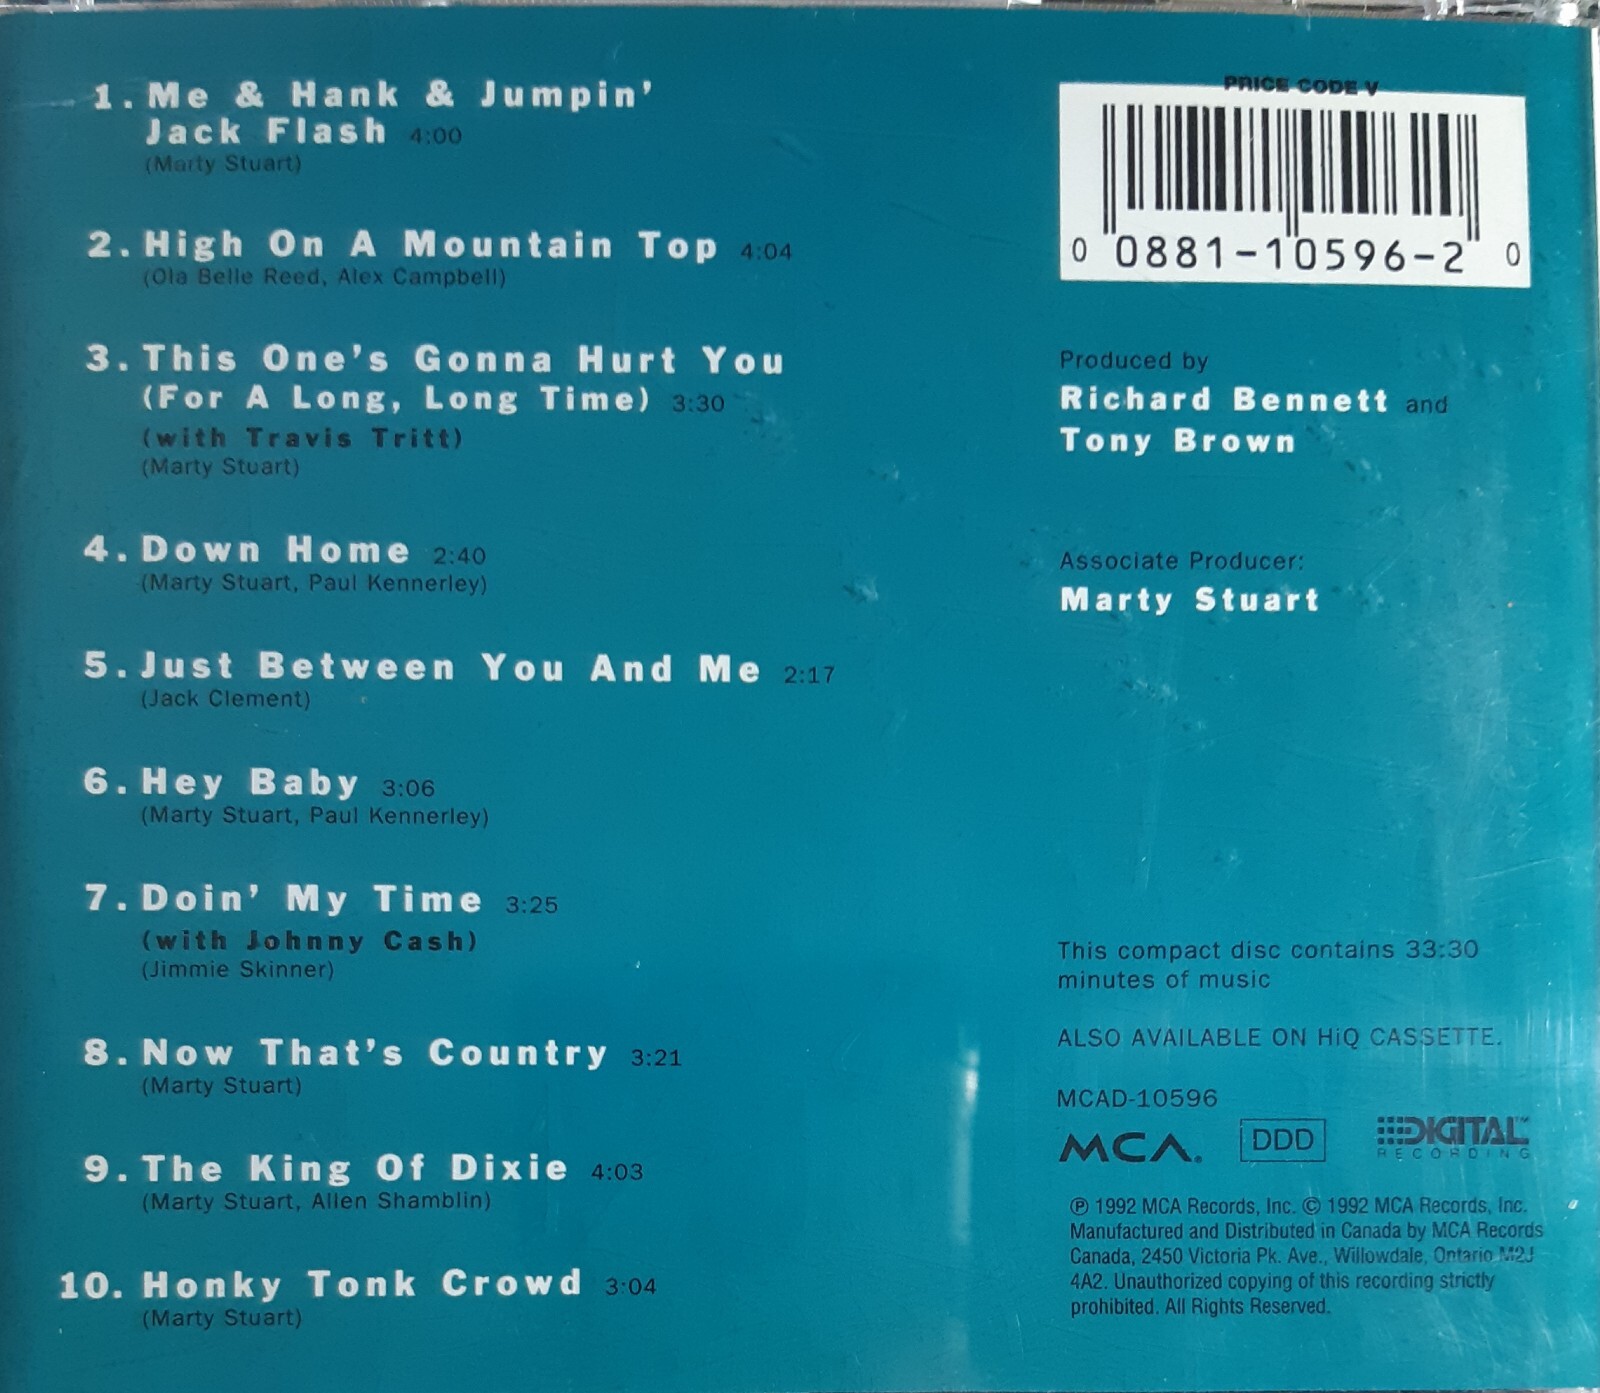 1. Me & Hank & Jumpin'
Jack Flash 4:00
(Marty Stuart)
2. High On A Mountain Top 4:04
(Ola Belle Reed, Alex Campbell)
3. This One's Gonna Hurt You
(For A Long, Long Time) 3:30
(with Travis Tritt)
(Marty Stuart)
4. Down Home 2:40
(Marty Stuart, Paul Kennerley)
5. Just Between You And Me 2:17
(Jack Clement)
6. Hey Baby 3:06
(Marty Stuart, Paul Kennerley)
7. Doin' My Time 3:25
(with Johnny Cash)
(Jimmie Skinner)
8. Now That's Country 3:21
(Marty Stuart)
9. The King Of Dixie 4:03
(Marty Stuart, Allen Shamblin)
10. Honky Tonk Crowd 3:04
(Marty Stuart)
PRICE CODE V
0 0881-10596-2 0
Produced by
Richard Bennett and
Tony Brown
Associate Producer:
Marty Stuart
This compact disc contains 33:30
minutes of music
ALSO AVAILABLE ON HiQ CASSETTE.
MCAD-10596
MCA® DDD DIGITAL™
RECORDING
℗ 1992 MCA Records, Inc. © 1992 MCA Records, Inc.
Manufactured and Distributed in Canada by MCA Records
Canada, 2450 Victoria Pk. Ave., Willowdale, Ontario M2J
4A2. Unauthorized copying of this recording strictly
prohibited. All Rights Reserved.